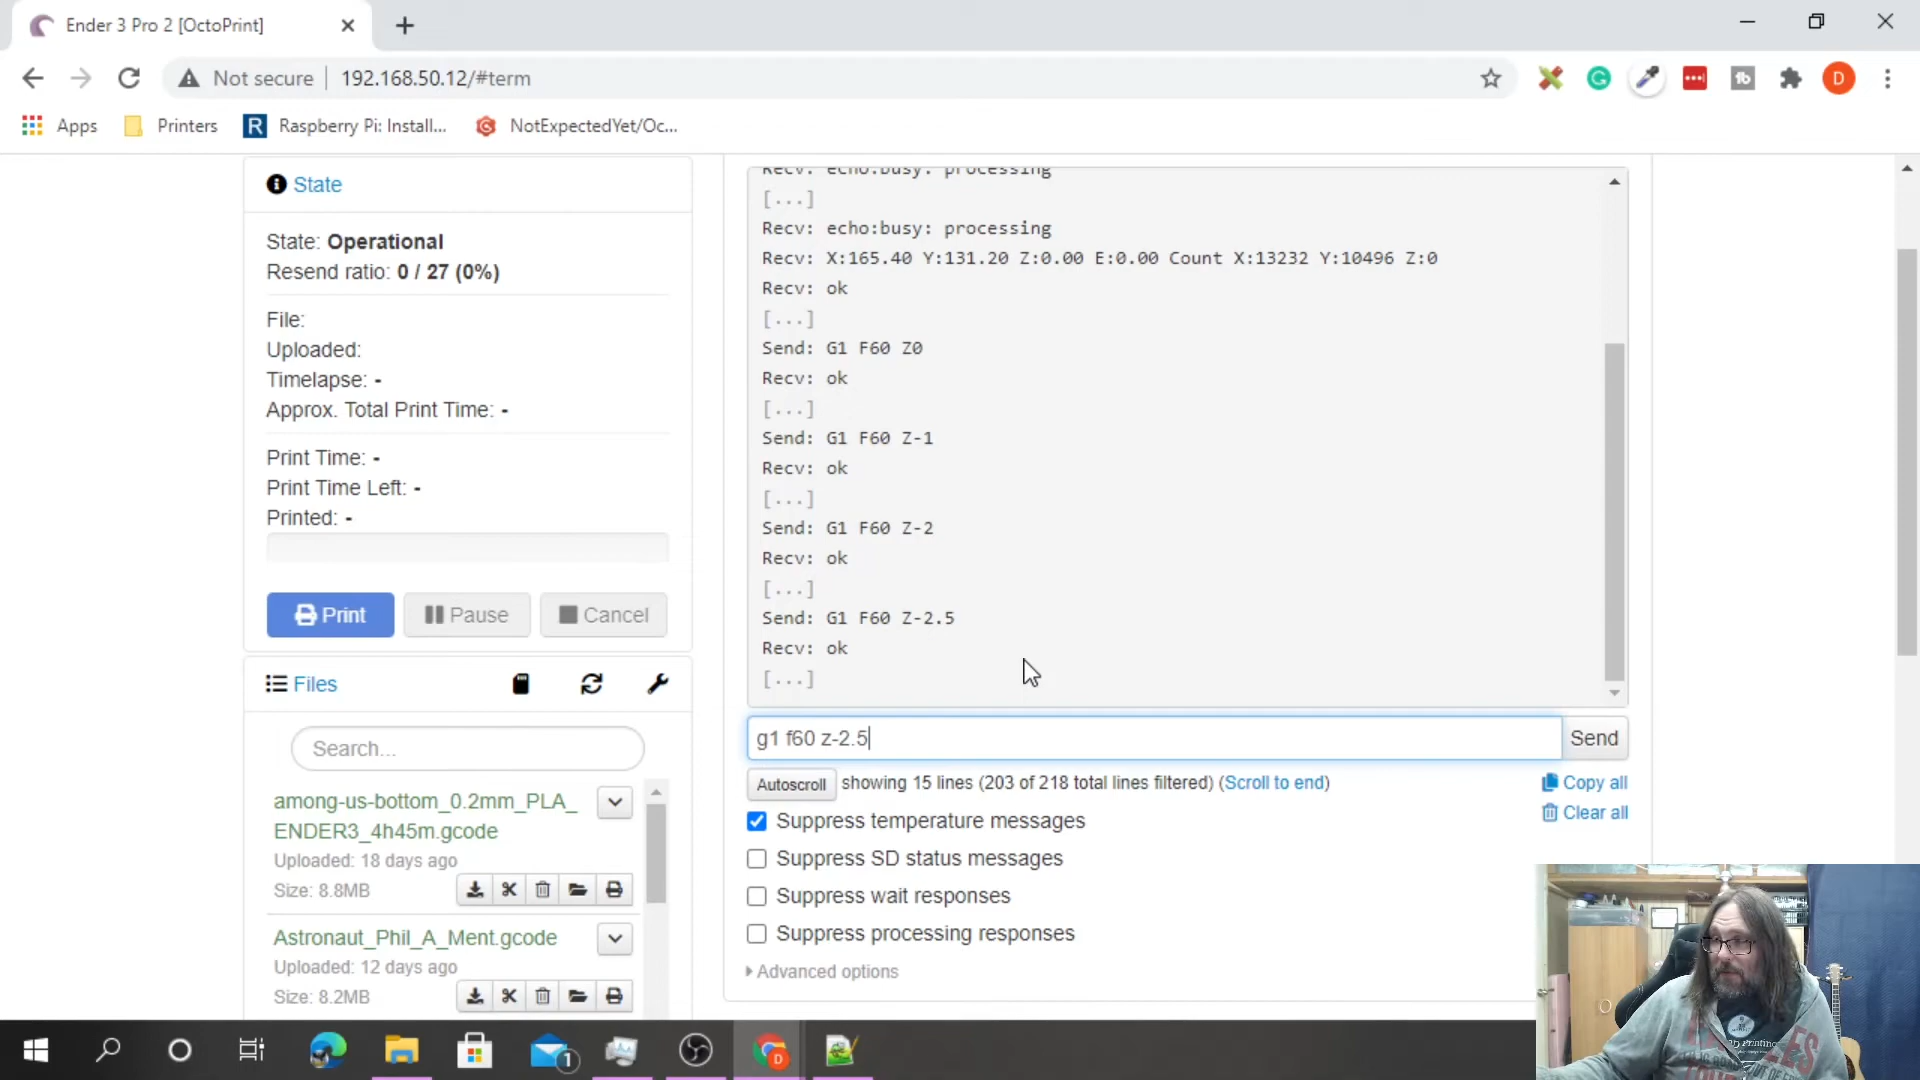 Ender 3 Pro 2 [OctoPrint]
Not secure
192.168.50.12/#term
D
Apps
Printers
R
Raspberry Pi: Install...
NotExpectedYet/Oc...
State
State: Operational
Resend ratio: 0 / 27 (0%)
File:
Uploaded:
Timelapse: -
Approx. Total Print Time: -
Print Time: -
Print Time Left: -
Printed: -
Print
Pause
Cancel
Files
Search...
among-us-bottom_0.2mm_PLA_
ENDER3_4h45m.gcode
Uploaded: 18 days ago
Size: 8.8MB
Astronaut_Phil_A_Ment.gcode
Uploaded: 12 days ago
Size: 8.2MB
Recv: echo:busy: processing
[...]
Recv: echo:busy: processing
Recv: X:165.40 Y:131.20 Z:0.00 E:0.00 Count X:13232 Y:10496 Z:0
Recv: ok
[...]
Send: G1 F60 Z0
Recv: ok
[...]
Send: G1 F60 Z-1
Recv: ok
[...]
Send: G1 F60 Z-2
Recv: ok
[...]
Send: G1 F60 Z-2.5
Recv: ok
[...]
g1 f60 z-2.5
Send
Autoscroll
showing 15 lines (203 of 218 total lines filtered) (Scroll to end)
Copy all
Clear all
Suppress temperature messages
Suppress SD status messages
Suppress wait responses
Suppress processing responses
Advanced options
1
D